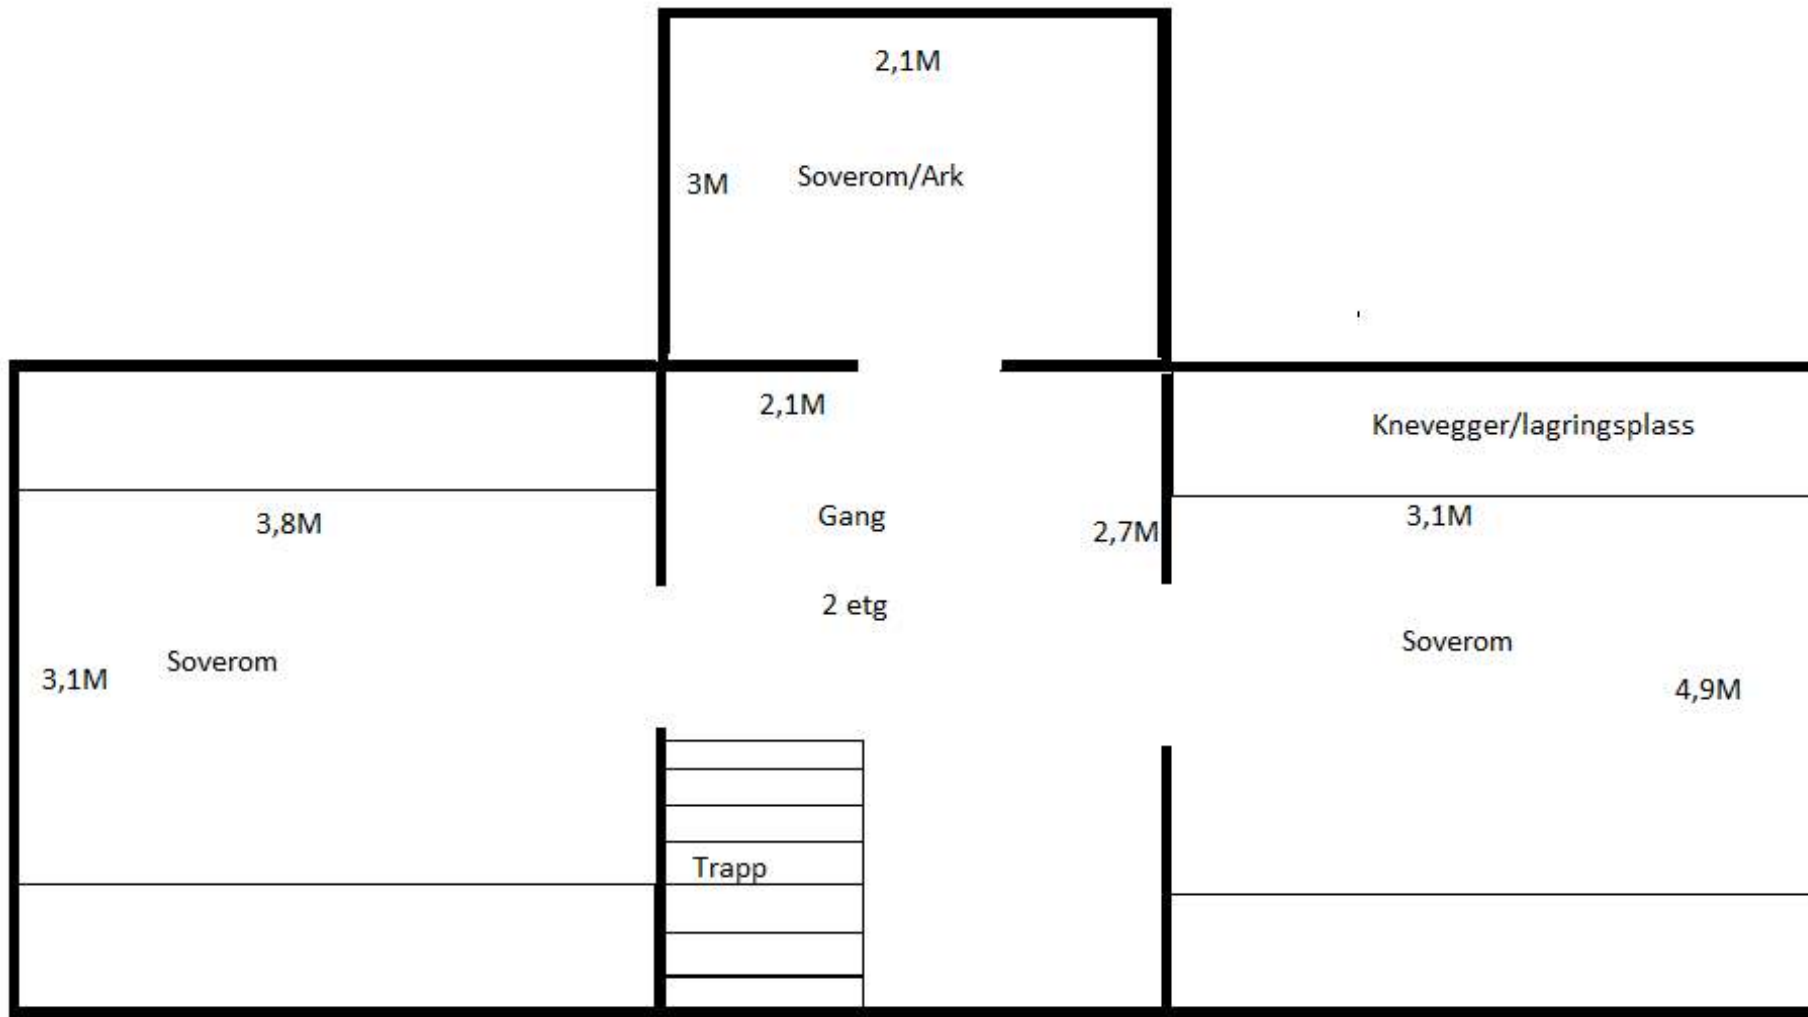 2,1M
3M
Soverom/Ark
2,1M
Knevegger/lagringsplass
3,8M
Gang
2,7M
3,1M
2 etg
Soverom
3,1M
Soverom
4,9M
Trapp